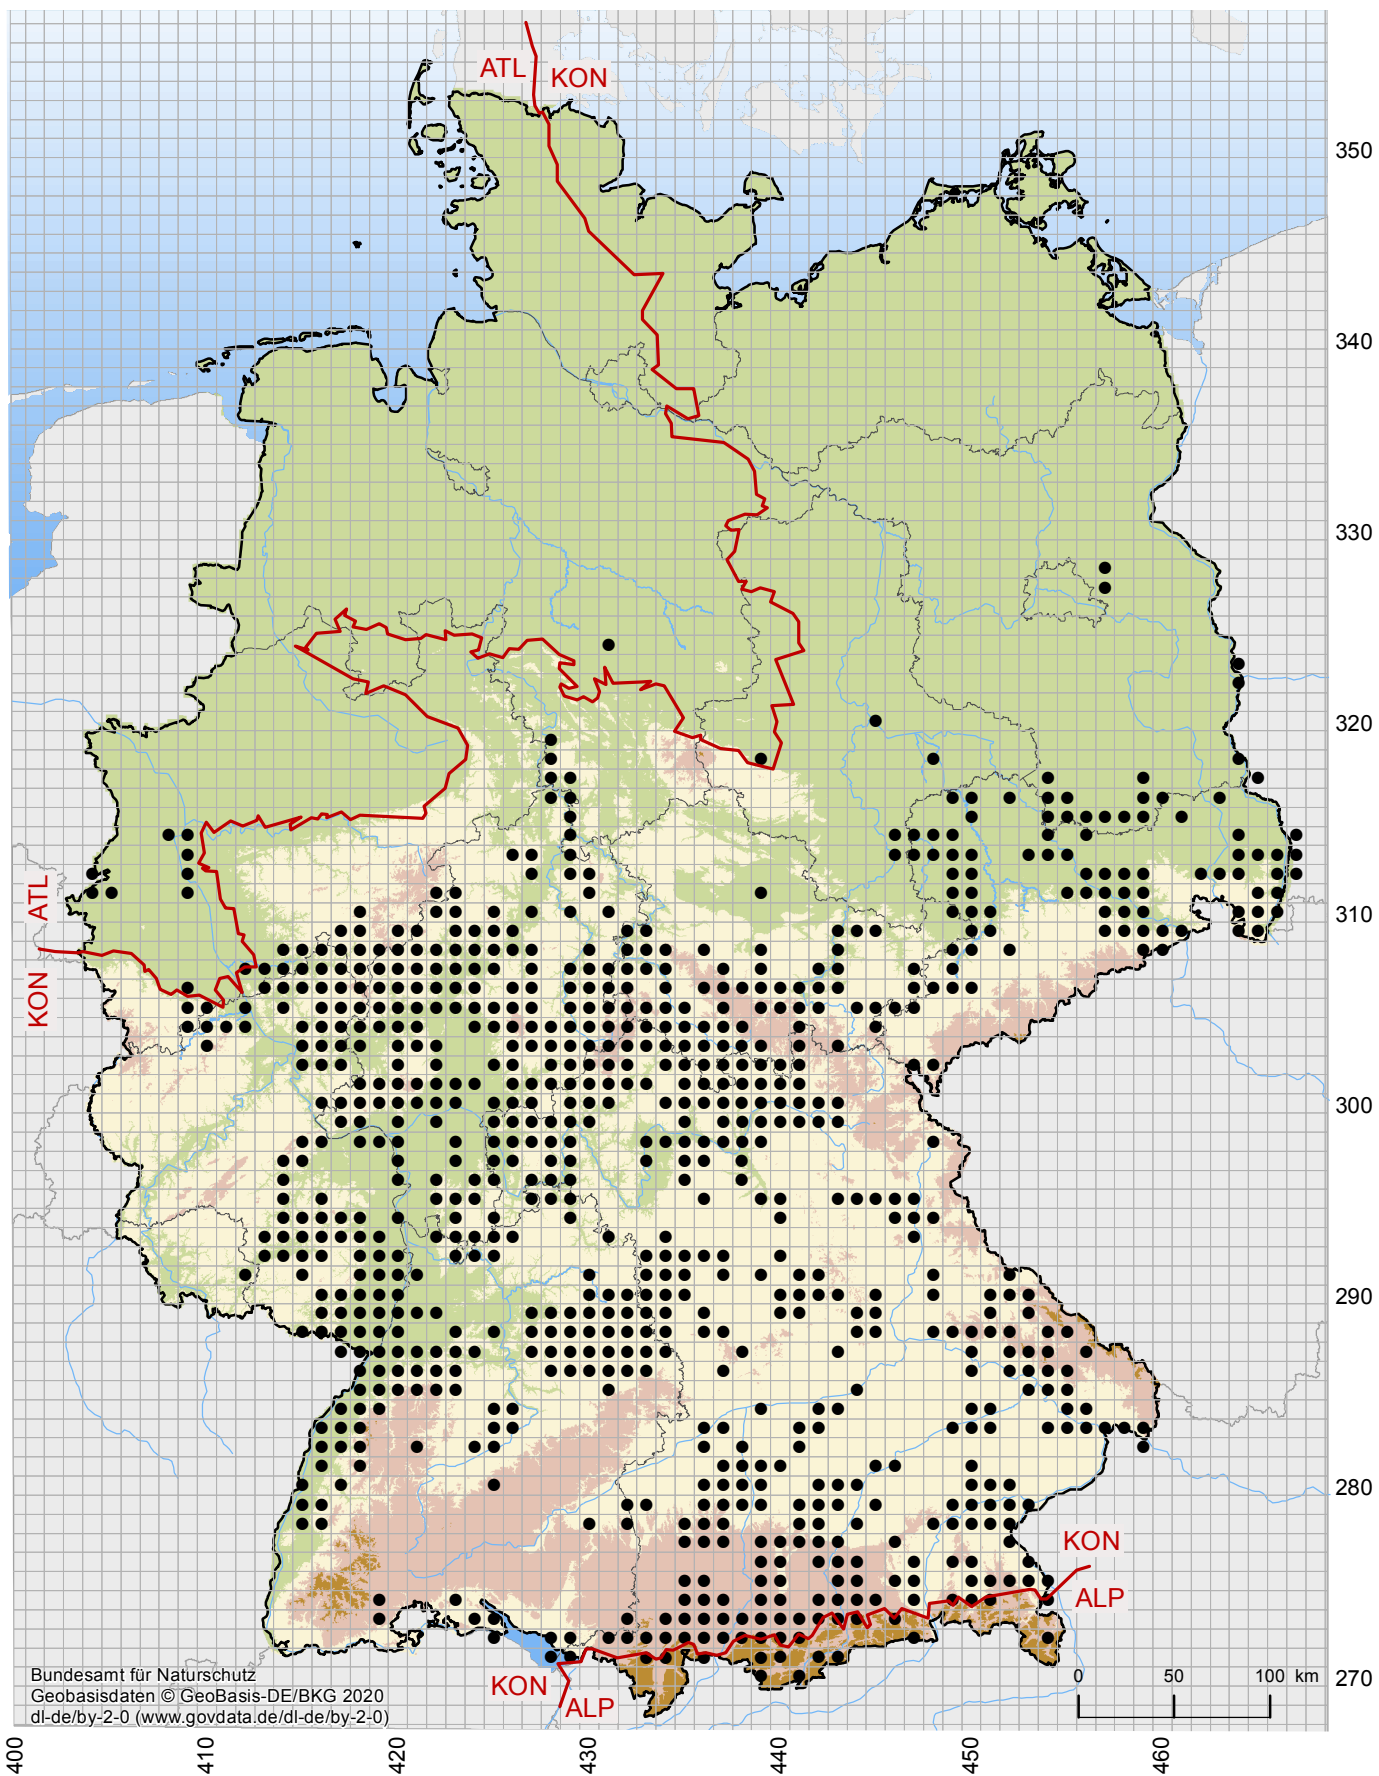 ATL
KON
350
340
330
320
310
300
290
280
270
ATL
KON
KON
ALP
KON
ALP
0 50 100 km
Bundesamt für Naturschutz
Geobasisdaten © GeoBasis-DE/BKG 2020
dl-de/by-2-0 (www.govdata.de/dl-de/by-2-0)
400 410 420 430 440 450 460